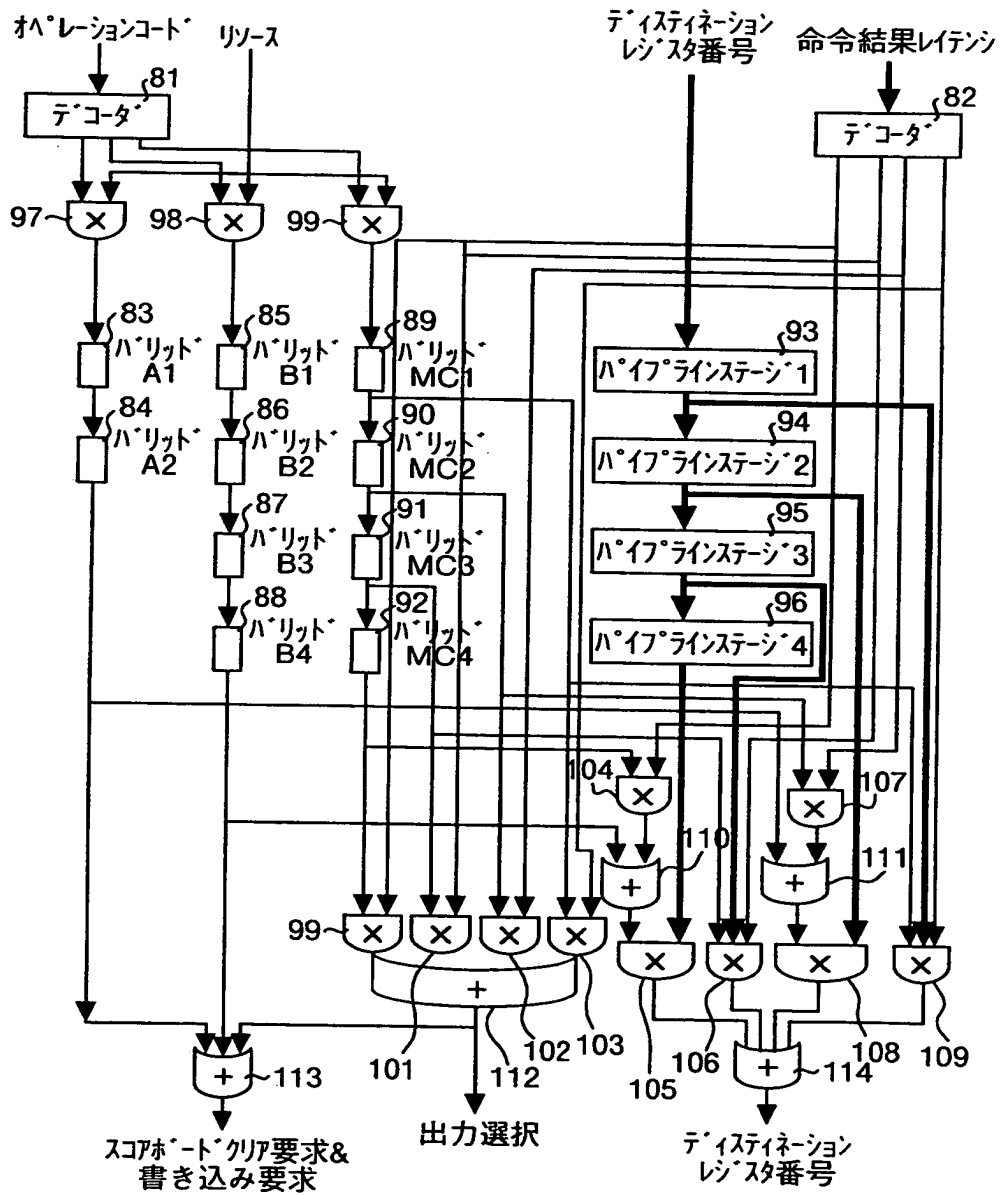 オペレーションコード
リソース
ディスティネーション
レジスタ番号
命令結果レイテンシ
81
デコーダ
82
デコーダ
97
×
98
×
99
×
83
バリッド
A1
85
バリッド
B1
89
バリッド
MC1
93
パイプラインステージ1
84
バリッド
A2
86
バリッド
B2
90
バリッド
MC2
94
パイプラインステージ2
87
バリッド
B3
91
バリッド
MC3
95
パイプラインステージ3
88
バリッド
B4
92
バリッド
MC4
96
パイプラインステージ4
104
×
107
×
110
+
111
+
99
×
×
×
×
×
×
×
×
+
101
102
112
103
105
106
108
109
+
113
+
114
出力選択
スコアボードクリア要求&
書き込み要求
ディスティネーション
レジスタ番号